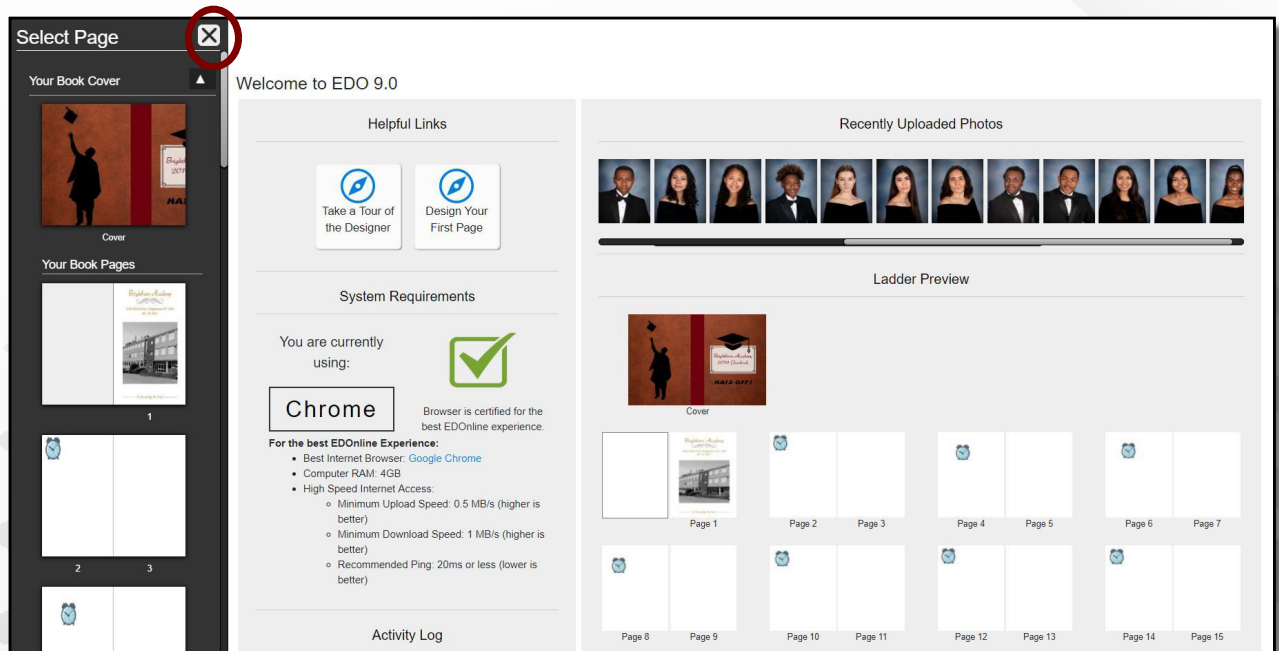 Select Page
Your Book Cover
Cover
Your Book Pages
Brightstone Academy
1
2 3
Welcome to EDO 9.0
Helpful Links
Take a Tour of
the Designer
Design Your
First Page
System Requirements
You are currently
using:
Chrome
Browser is certified for the
best EDOnline experience.
For the best EDOnline Experience:
• Best Internet Browser: Google Chrome
• Computer RAM: 4GB
• High Speed Internet Access:
○ Minimum Upload Speed: 0.5 MB/s (higher is
better)
○ Minimum Download Speed: 1 MB/s (higher is
better)
○ Recommended Ping: 20ms or less (lower is
better)
Activity Log
Recently Uploaded Photos
Ladder Preview
HATS OFF!
Cover
Page 1 Page 2 Page 3 Page 4 Page 5 Page 6 Page 7
Page 8 Page 9 Page 10 Page 11 Page 12 Page 13 Page 14 Page 15